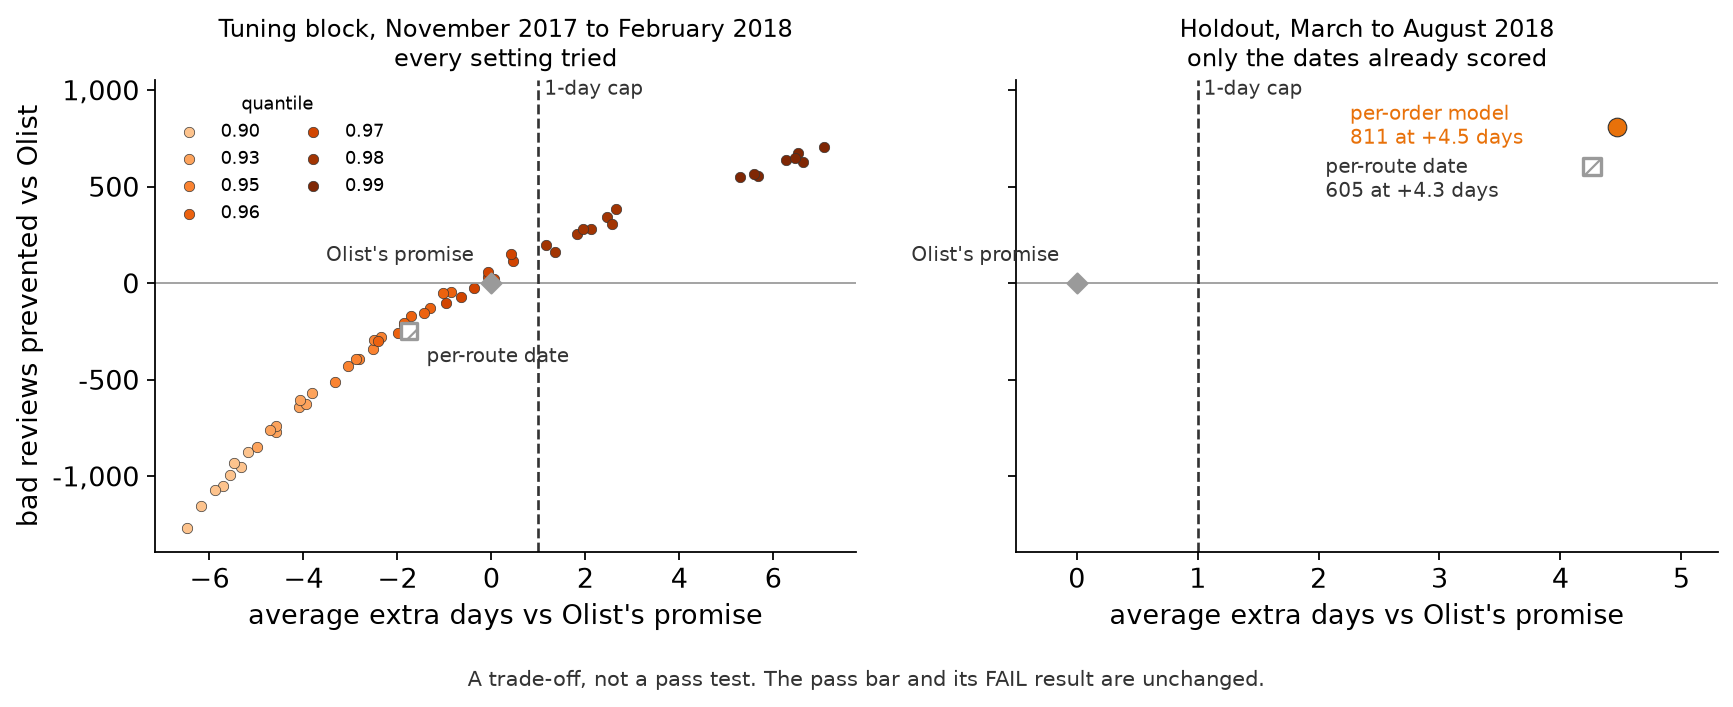 Tuning block, November 2017 to February 2018
every setting tried
1-day cap
quantile
0.90
0.93
0.95
0.96
0.97
0.98
0.99
Olist's promise
per-route date
1,000
500
0
-500
-1,000
bad reviews prevented vs Olist
−6
−4
−2
0
2
4
6
average extra days vs Olist's promise
Holdout, March to August 2018
only the dates already scored
1-day cap
per-order model
811 at +4.5 days
per-route date
605 at +4.3 days
Olist's promise
0
1
2
3
4
5
average extra days vs Olist's promise
A trade-off, not a pass test. The pass bar and its FAIL result are unchanged.